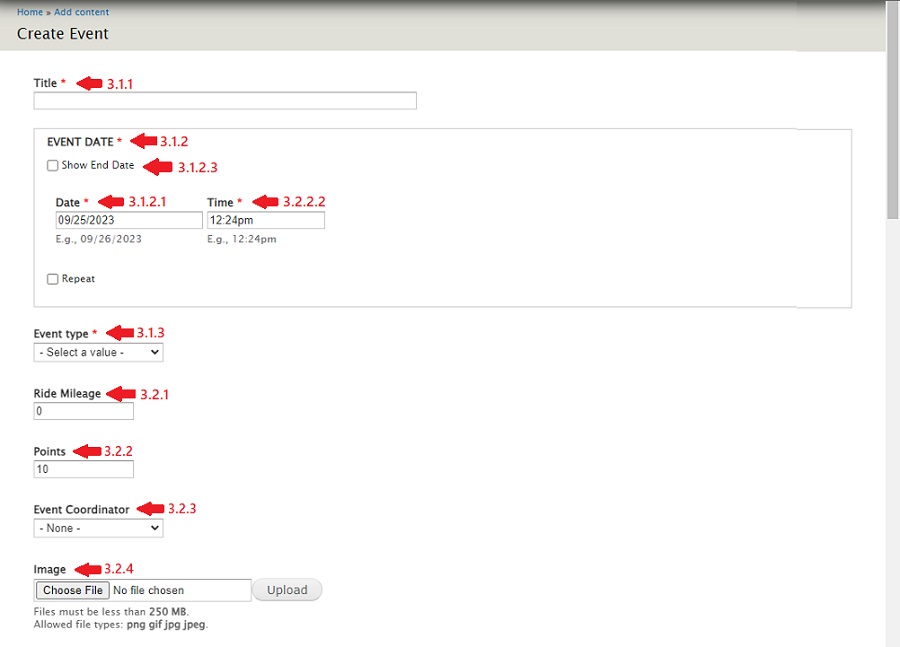 Home » Add content
Create Event
Title * 3.1.1
EVENT DATE * 3.1.2
Show End Date 3.1.2.3
Date * 3.1.2.1 Time * 3.2.2.2
09/25/2023 12:24pm
E.g., 09/26/2023 E.g., 12:24pm
Repeat
Event type * 3.1.3
- Select a value -
Ride Mileage 3.2.1
0
Points 3.2.2
10
Event Coordinator 3.2.3
- None -
Image 3.2.4
Choose File No file chosen Upload
Files must be less than 250 MB.
Allowed file types: png gif jpg jpeg.